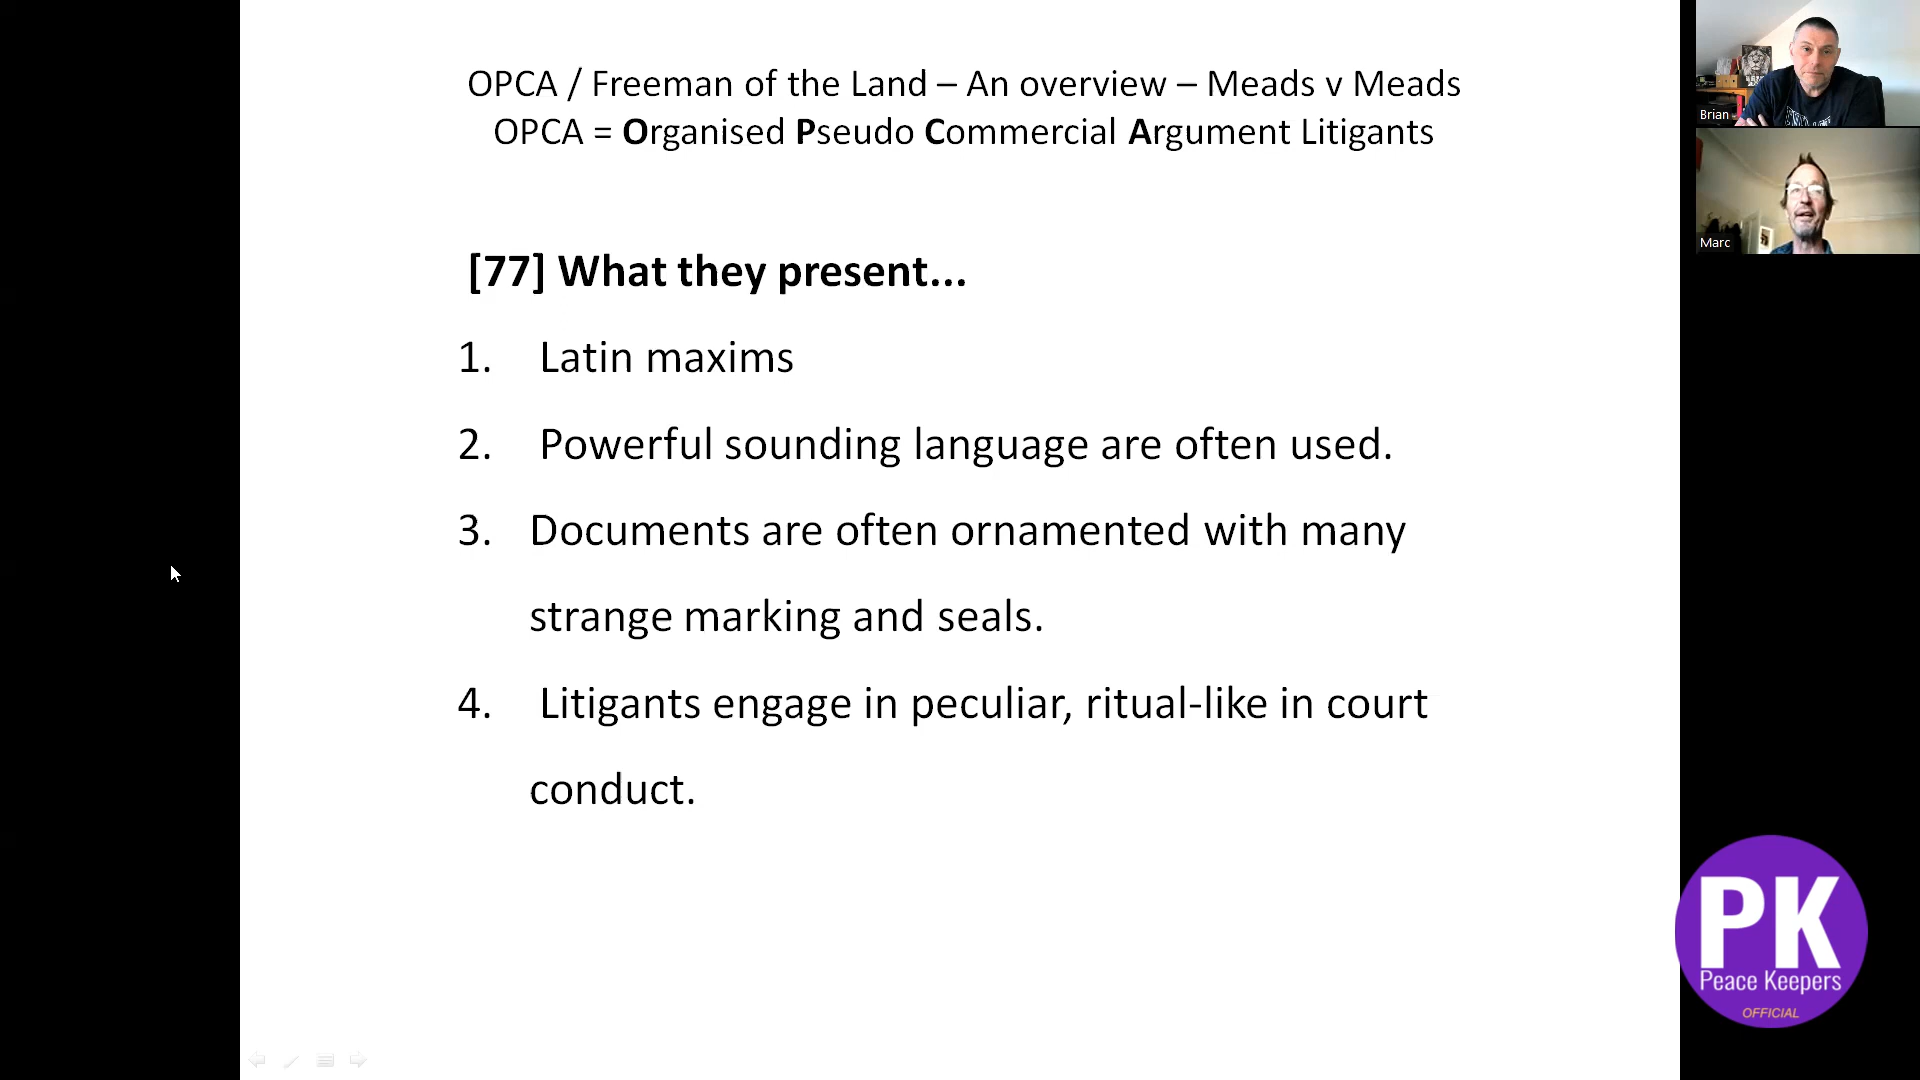 OPCA / Freeman of the Land – An overview – Meads v Meads
OPCA = Organised Pseudo Commercial Argument Litigants
[77] What they present...
1. Latin maxims
2. Powerful sounding language are often used.
3. Documents are often ornamented with many
strange marking and seals.
4. Litigants engage in peculiar, ritual-like in court
conduct.
Brian
Marc
PK
Peace Keepers
OFFICIAL